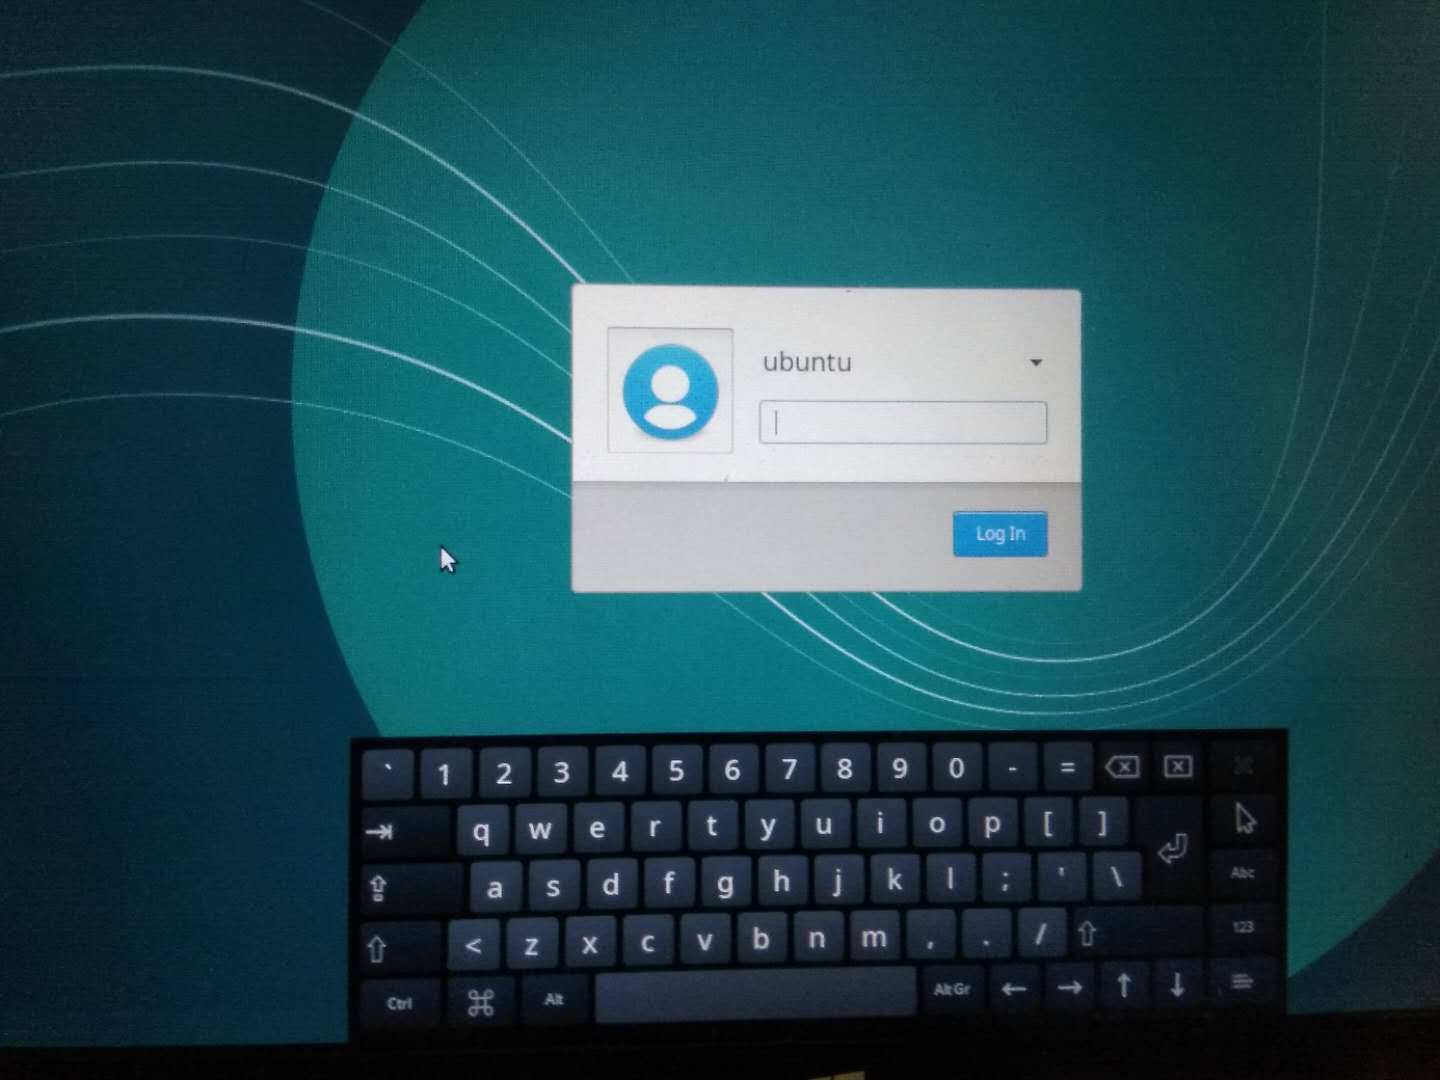 ubuntu
Log In
` 1 2 3 4 5 6 7 8 9 0 - =
q w e r t y u i o p [ ]
a s d f g h j k l ; ' \ Abc
< z x c v b n m , . / 123
Ctrl ⌘ Alt AltGr ← → ↑ ↓